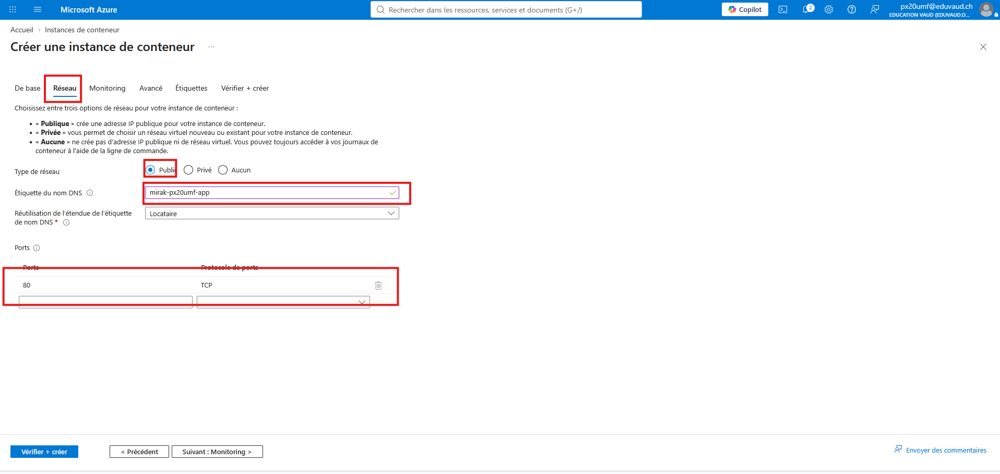 Microsoft Azure
Rechercher dans les ressources, services et documents (G+/)
Copilot
2
px20umf@eduvaud.ch
EDUCATION VAUD (EDUVAUD.O...
Accueil > Instances de conteneur
Créer une instance de conteneur ...
De base
Réseau
Monitoring
Avancé
Étiquettes
Vérifier + créer
Choisissez entre trois options de réseau pour votre instance de conteneur :
• « Publique » crée une adresse IP publique pour votre instance de conteneur.
• « Privée » vous permet de choisir un réseau virtuel nouveau ou existant pour votre instance de conteneur.
• « Aucune » ne crée pas d'adresse IP publique ni de réseau virtuel. Vous pouvez toujours accéder à vos journaux de
conteneur à l'aide de la ligne de commande.
Type de réseau
Public
Privé
Aucun
Étiquette du nom DNS
mirak-px20umf-app
Réutilisation de l'étendue de l'étiquette
de nom DNS *
Locataire
Ports
Ports
Protocole de ports
80
TCP
Vérifier + créer
< Précédent
Suivant : Monitoring >
Envoyer des commentaires